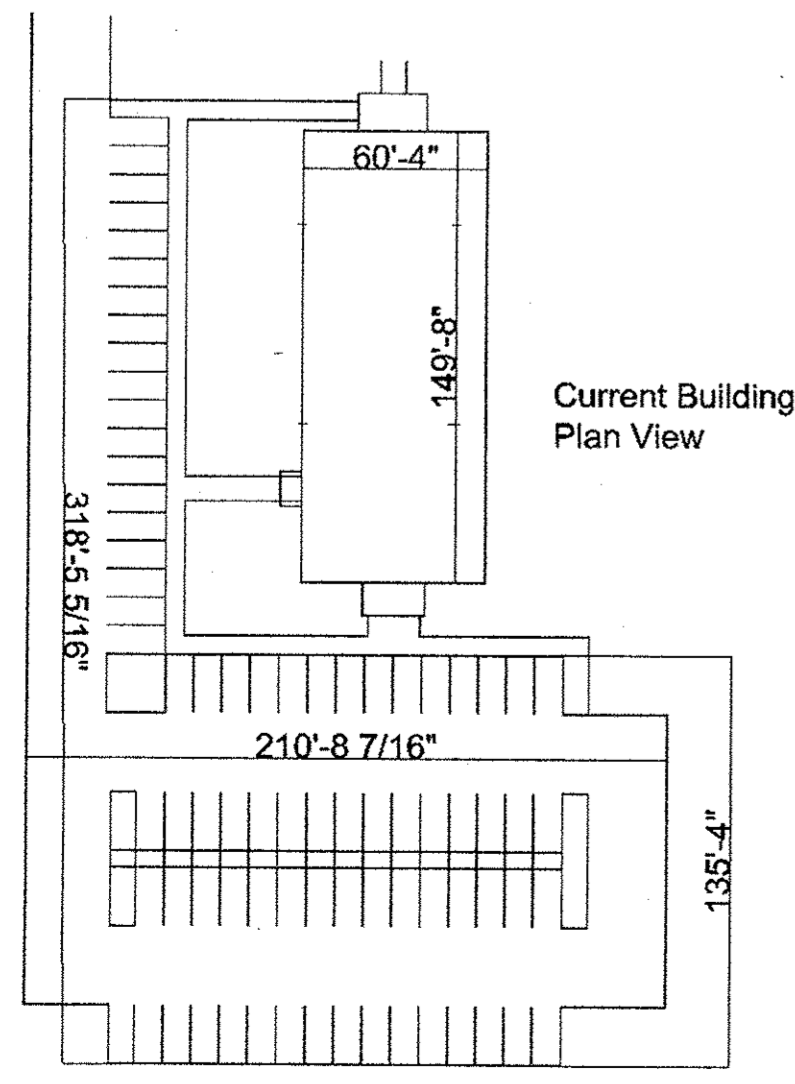 60'-4"
149'-8"
Current Building
Plan View
318'-5 5/16"
210'-8 7/16"
135'-4"